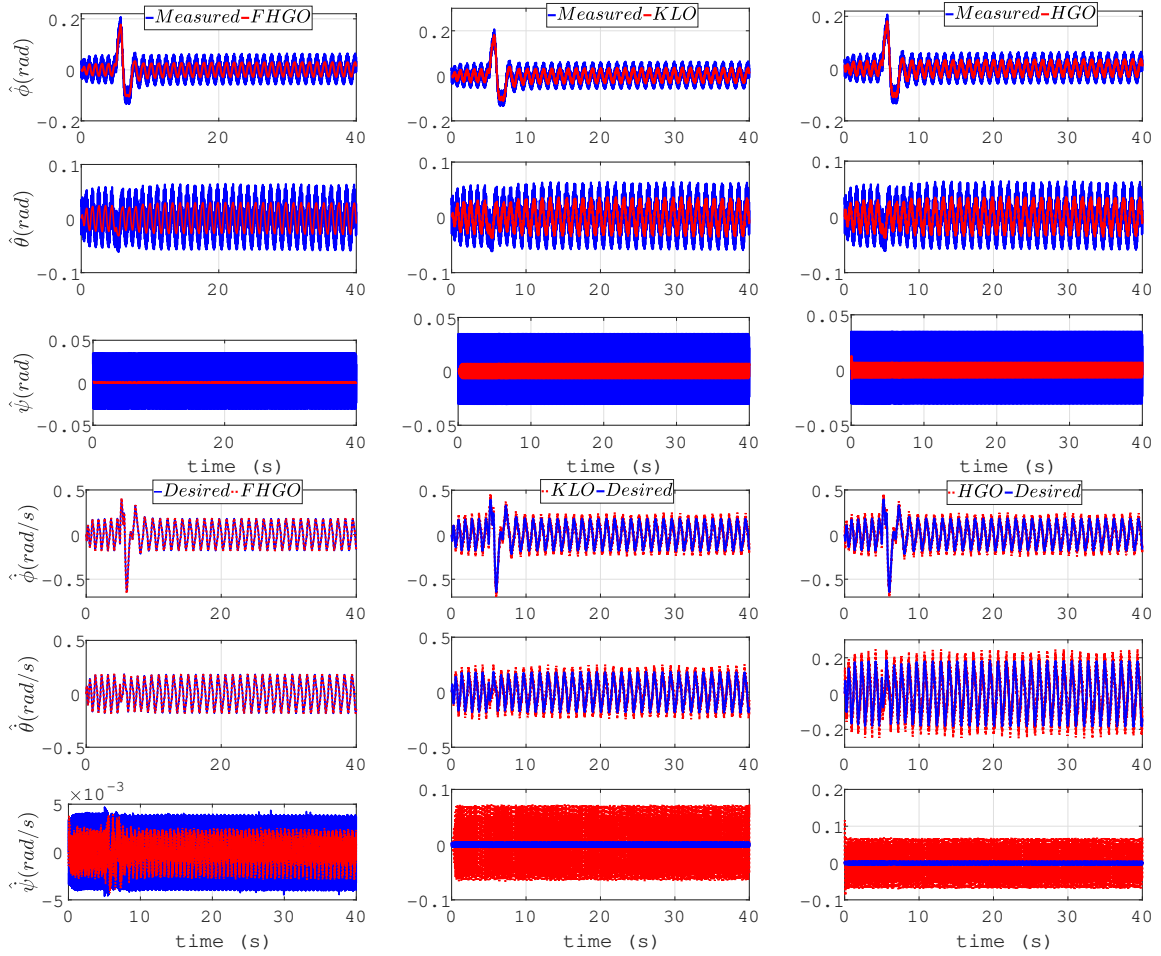 Measured FHGO
Measured KLO
Measured HGO
ϕ̂(rad)
0.2
0
−0.2
0 20 40
0.2
0
−0.2
0 10 20 30 40
0.2
0
−0.2
0 10 20 30 40
θ̂(rad)
0.1
0
−0.1
0 20 40
0.1
0
−0.1
0 10 20 30 40
0.1
0
−0.1
0 10 20 30 40
ψ̂(rad)
0.05
0
−0.05
0 20 40
time (s)
0.05
0
−0.05
0 10 20 30 40
time (s)
0.05
0
−0.05
0 10 20 30 40
time (s)
Desired FHGO
KLO Desired
HGO Desired
ϕ̂̇(rad/s)
0.5
0
−0.5
0 20 40
0.5
0
−0.5
0 10 20 30 40
0.5
0
−0.5
0 10 20 30 40
θ̂̇(rad/s)
0.5
0
−0.5
0 20 40
0.5
0
−0.5
0 10 20 30 40
0.2
0
−0.2
0 10 20 30 40
ψ̂̇(rad/s)
×10⁻³
5
0
−5
0 10 20 30 40
time (s)
0.1
0
−0.1
0 10 20 30 40
time (s)
0.2
0.1
0
−0.1
0 10 20 30 40
time (s)